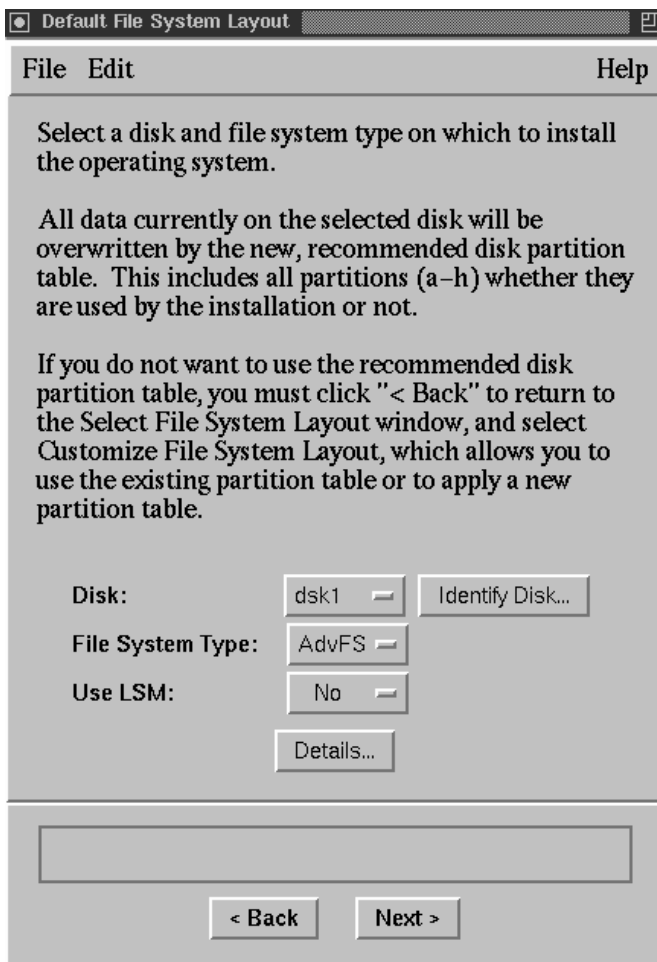 Default File System Layout
File Edit Help
Select a disk and file system type on which to install
the operating system.
All data currently on the selected disk will be
overwritten by the new, recommended disk partition
table. This includes all partitions (a–h) whether they
are used by the installation or not.
If you do not want to use the recommended disk
partition table, you must click "< Back" to return to
the Select File System Layout window, and select
Customize File System Layout, which allows you to
use the existing partition table or to apply a new
partition table.
Disk: dsk1 Identify Disk...
File System Type: AdvFS
Use LSM: No
Details...
< Back Next >